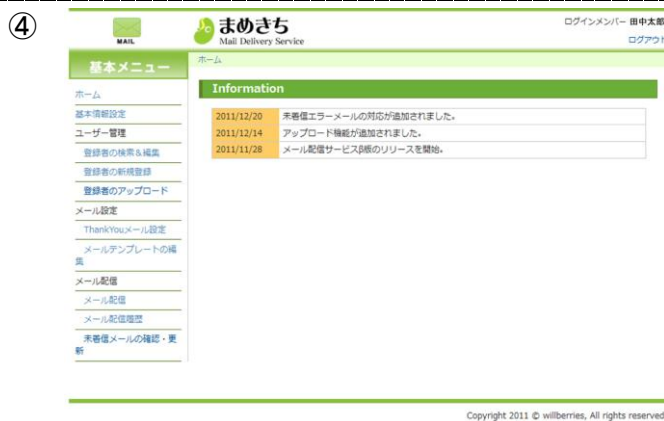 ④
MAIL
まめきち
Mail Delivery Service
ログインメンバー 田中太郎
ログアウト
基本メニュー
ホーム
ホーム
基本情報設定
ユーザー管理
登録者の検索＆編集
登録者の新規登録
登録者のアップロード
メール設定
ThankYouメール設定
メールテンプレートの編
集
メール配信
メール配信
メール配信履歴
未着信メールの確認・更
新
Information
2011/12/20 未着信エラーメールの対応が追加されました。
2011/12/14 アップロード機能が追加されました。
2011/11/28 メール配信サービスβ版のリリースを開始。
Copyright 2011 © willberries, All rights reserved